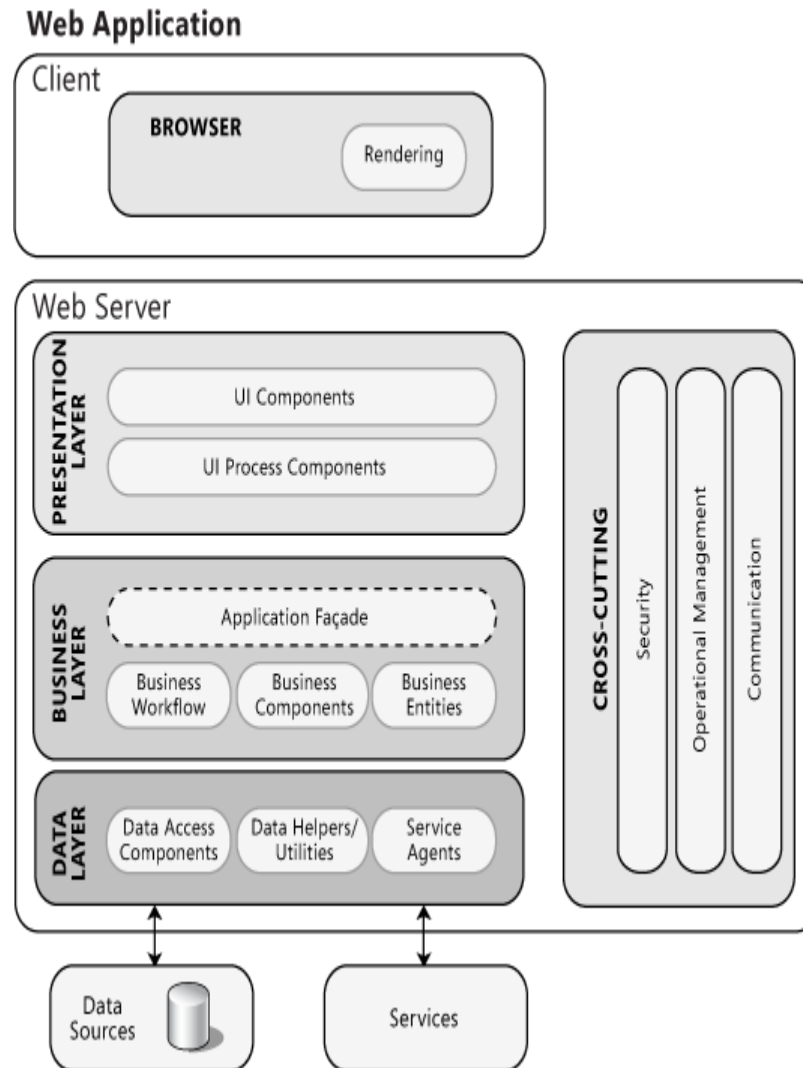 Web Application
Client
BROWSER
Rendering
Web Server
PRESENTATION
LAYER
UI Components
UI Process Components
BUSINESS
LAYER
Application Façade
Business
Workflow
Business
Components
Business
Entities
DATA
LAYER
Data Access
Components
Data Helpers/
Utilities
Service
Agents
CROSS-CUTTING
Security
Operational Management
Communication
Data
Sources
Services